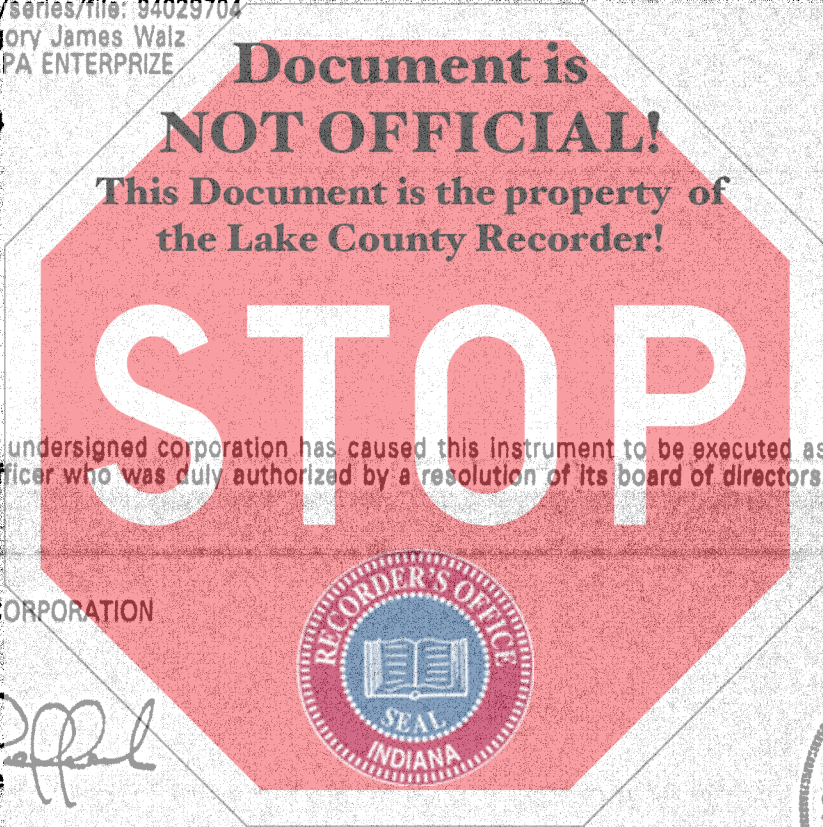 /series/file: 94029704
ory James Walz
PA ENTERPRIZE
Document is
NOT OFFICIAL!
This Document is the property of
the Lake County Recorder!
STOP
undersigned corporation has caused this instrument to be executed as
ficer who was duly authorized by a resolution of its board of directors
ORPORATION
RECORDER'S OFFICE
SEAL
INDIANA